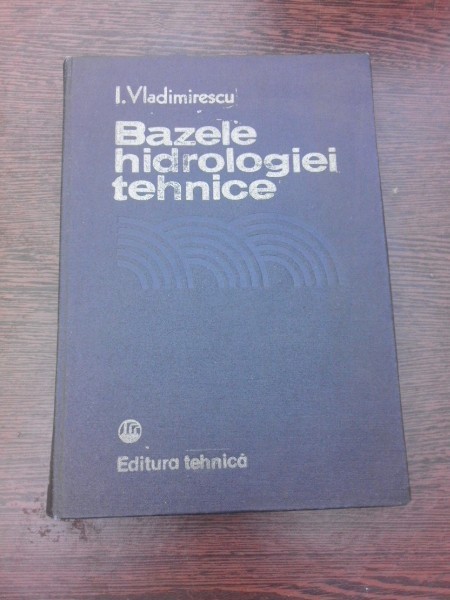 I. Vladimirescu
Bazele
hidrologiei
tehnice
Editura tehnică